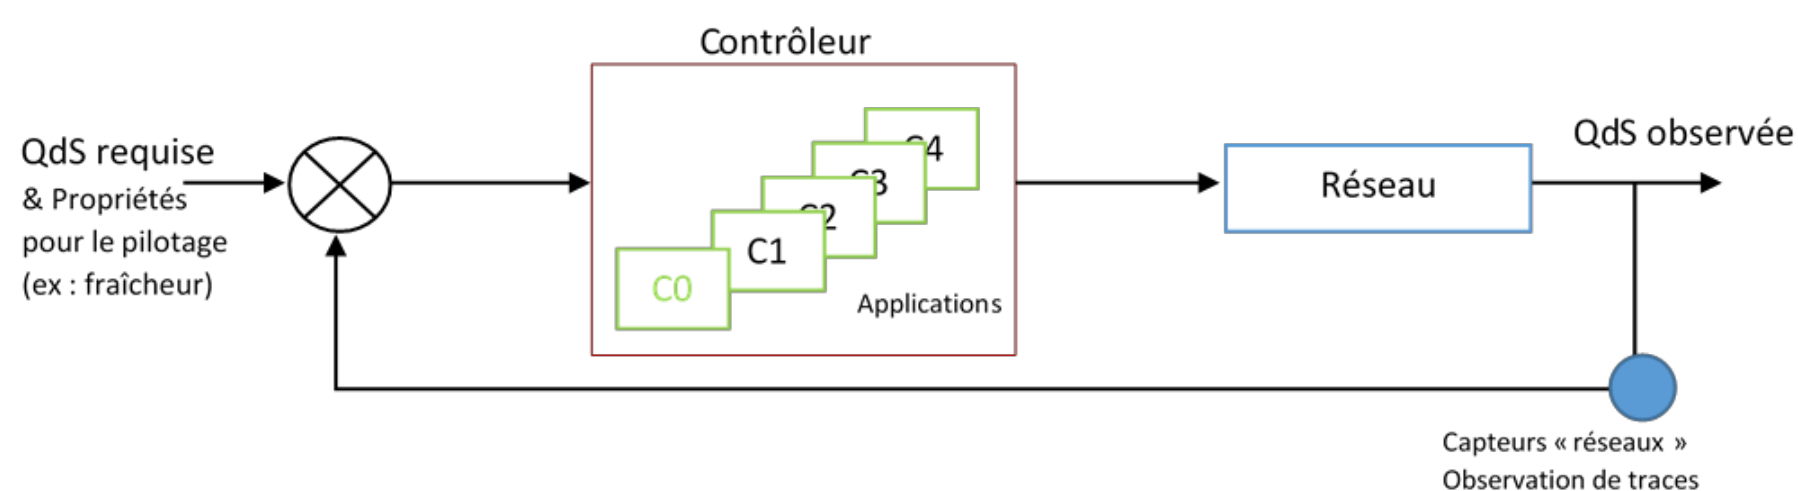 Contrôleur
QdS requise
& Propriétés
pour le pilotage
(ex : fraîcheur)
C4
C3
C2
C1
C0
Applications
Réseau
QdS observée
Capteurs « réseaux »
Observation de traces